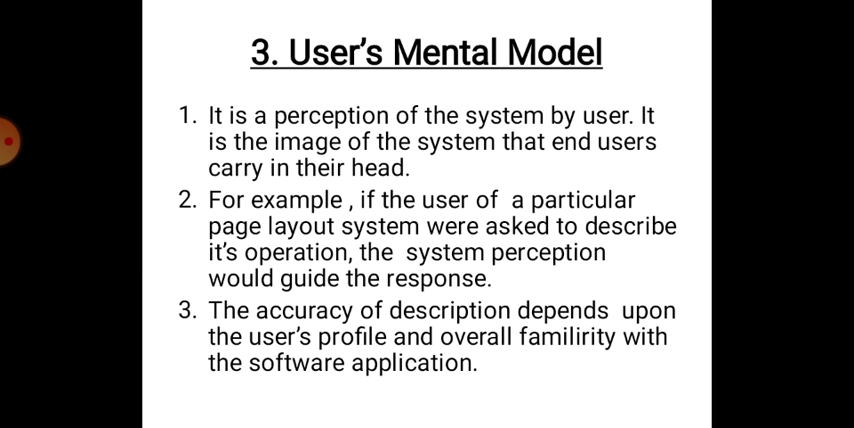 3. User's Mental Model
1. It is a perception of the system by user. It
is the image of the system that end users
carry in their head.
2. For example , if the user of a particular
page layout system were asked to describe
it's operation, the system perception
would guide the response.
3. The accuracy of description depends upon
the user's profile and overall familirity with
the software application.